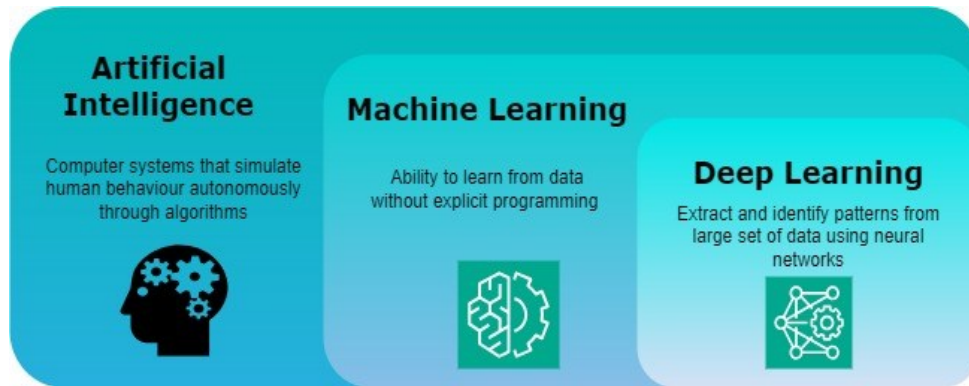 Artificial
Intelligence
Computer systems that simulate
human behaviour autonomously
through algorithms
Machine Learning
Ability to learn from data
without explicit programming
Deep Learning
Extract and identify patterns from
large set of data using neural
networks